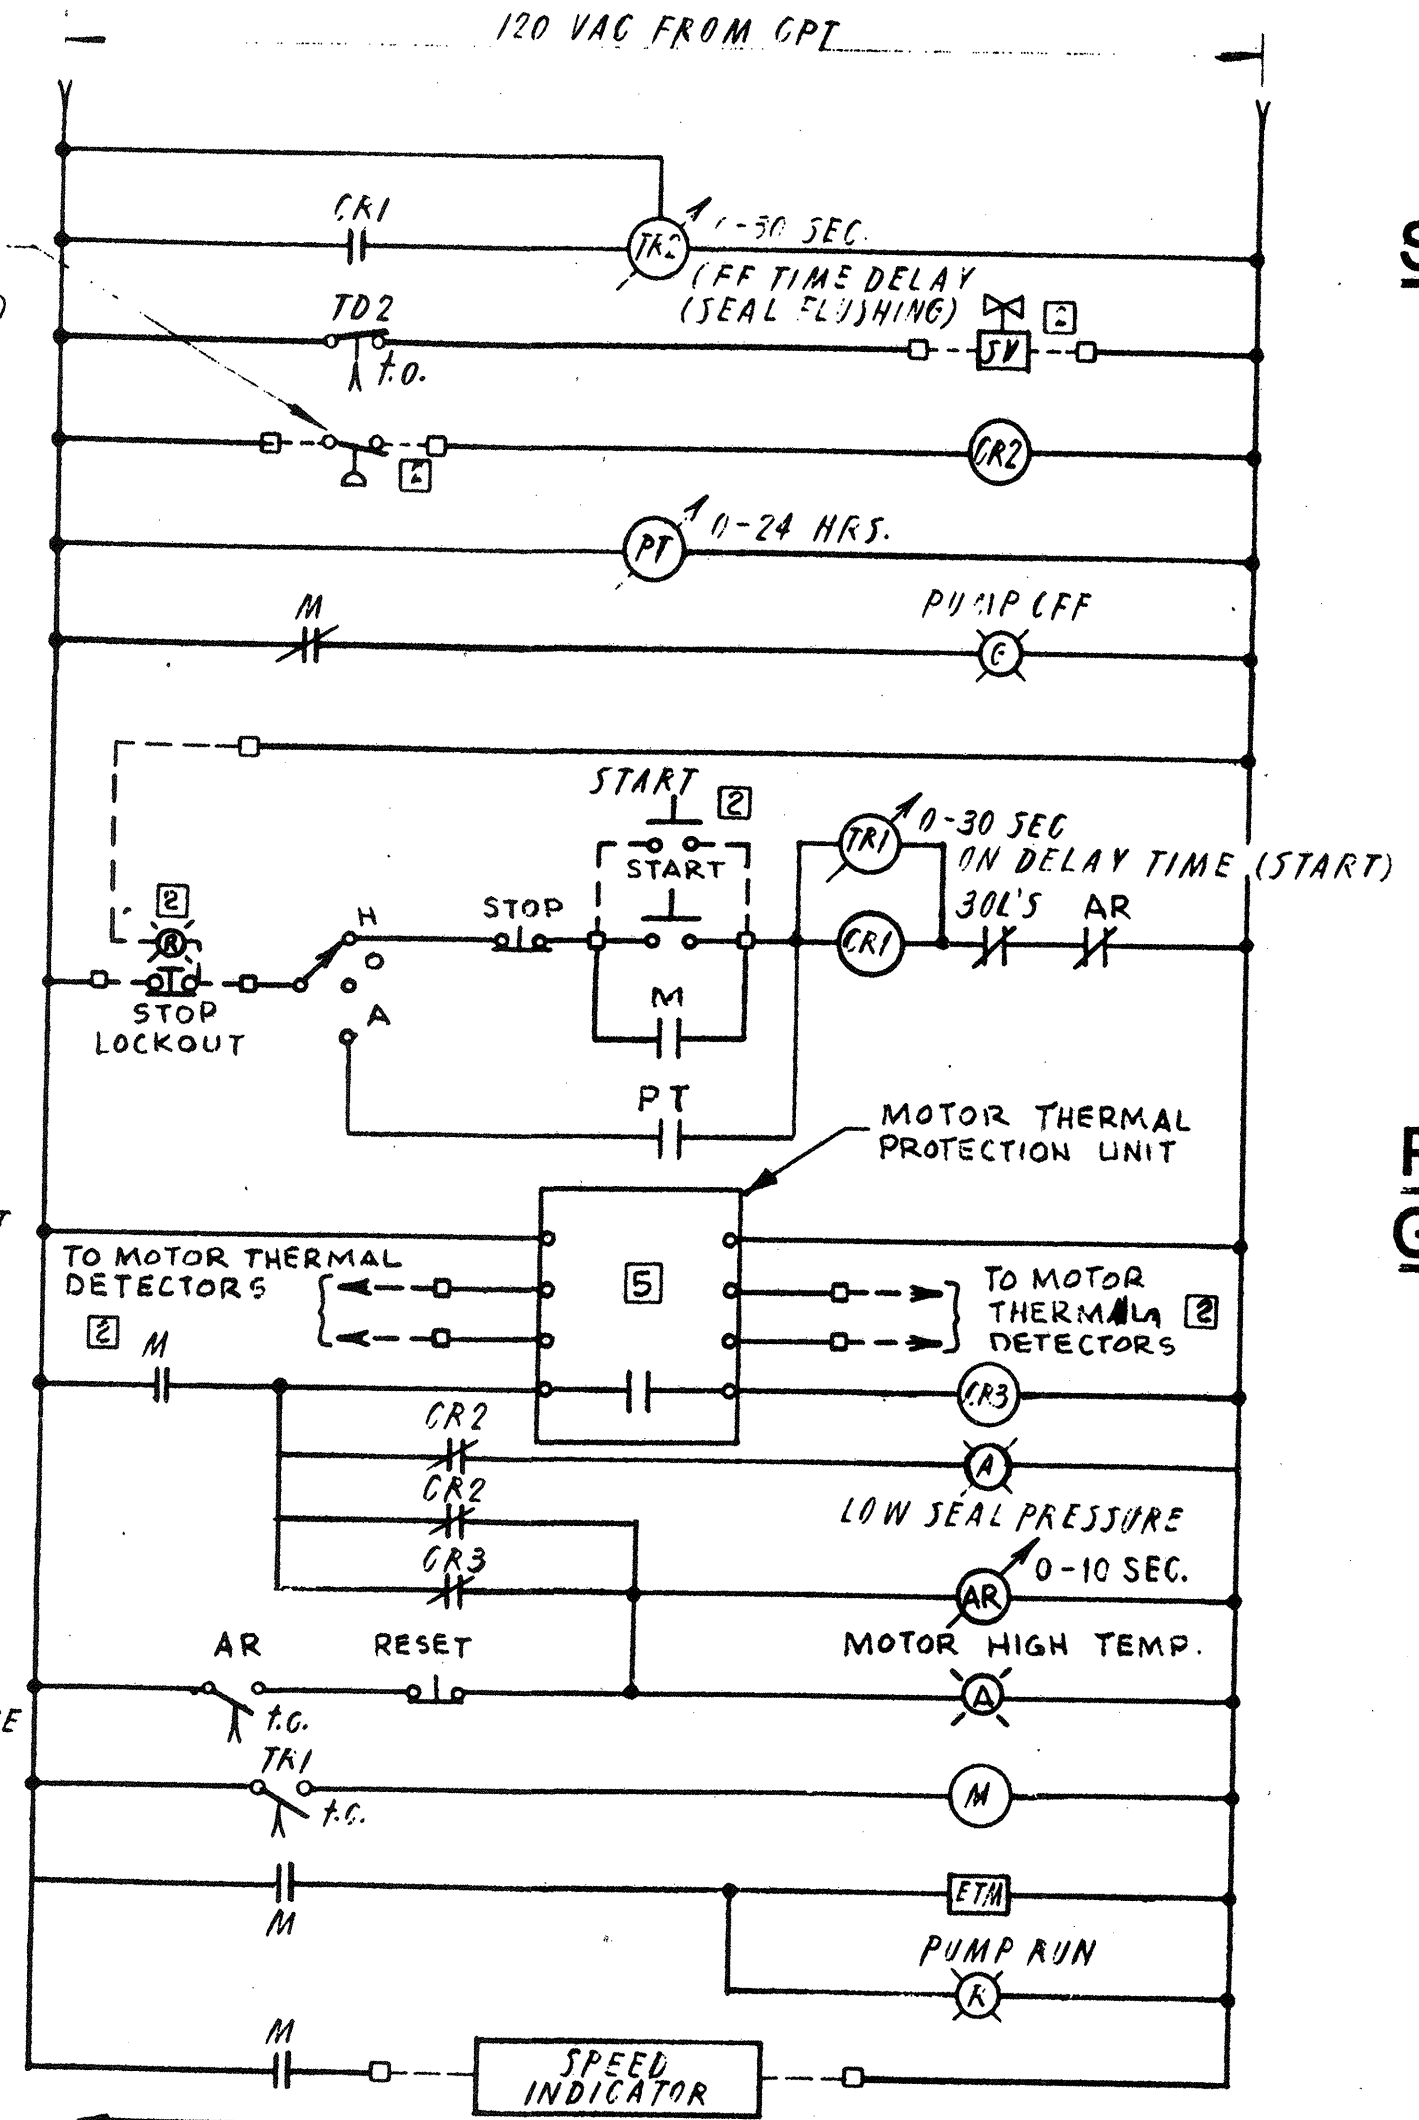 120 VAC FROM CPT
CR1
TR2
0-30 SEC.
OFF TIME DELAY
(SEAL FLUSHING)
TD2
t.o.
SV
2
2
CR2
PT
0-24 HRS.
M
PUMP OFF
G
START
2
START
TR1
0-30 SEC
ON DELAY TIME (START)
2
R
H
O
A
STOP
CR1
3OL'S
AR
STOP
LOCKOUT
M
PT
MOTOR THERMAL
PROTECTION UNIT
TO MOTOR THERMAL
DETECTORS
2
5
TO MOTOR
THERMAL
DETECTORS
2
M
CR3
CR2
A
CR2
LOW SEAL PRESSURE
CR3
0-10 SEC.
AR
AR
RESET
MOTOR HIGH TEMP.
t.c.
A
TR1
t.c.
M
M
ETM
PUMP RUN
R
M
SPEED
INDICATOR